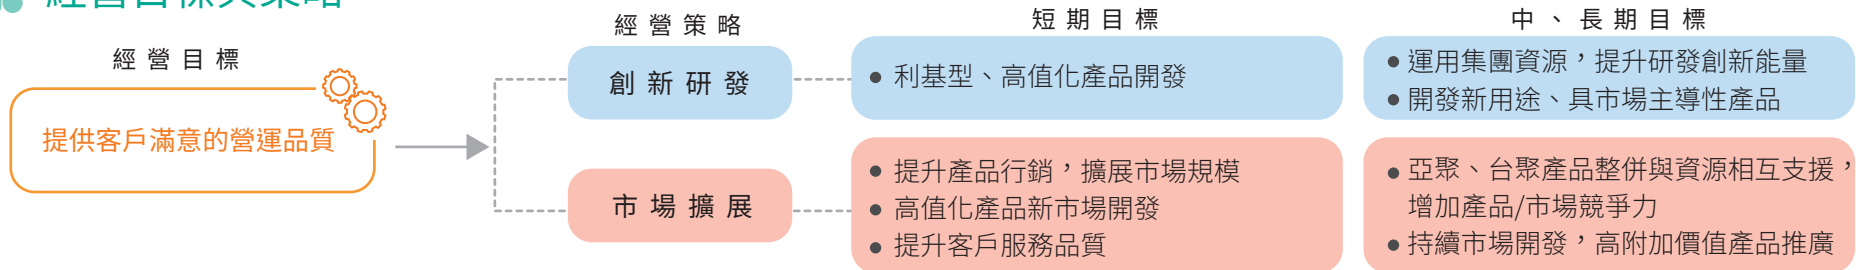 經營目標與策略
經營目標
提供客戶滿意的營運品質
經營策略
創新研發
市場擴展
短期目標
利基型、高值化產品開發
提升產品行銷，擴展市場規模
高值化產品新市場開發
提升客戶服務品質
中、長期目標
運用集團資源，提升研發創新能量
開發新用途、具市場主導性產品
亞聚、台聚產品整併與資源相互支援，
增加產品/市場競爭力
持續市場開發，高附加價值產品推廣